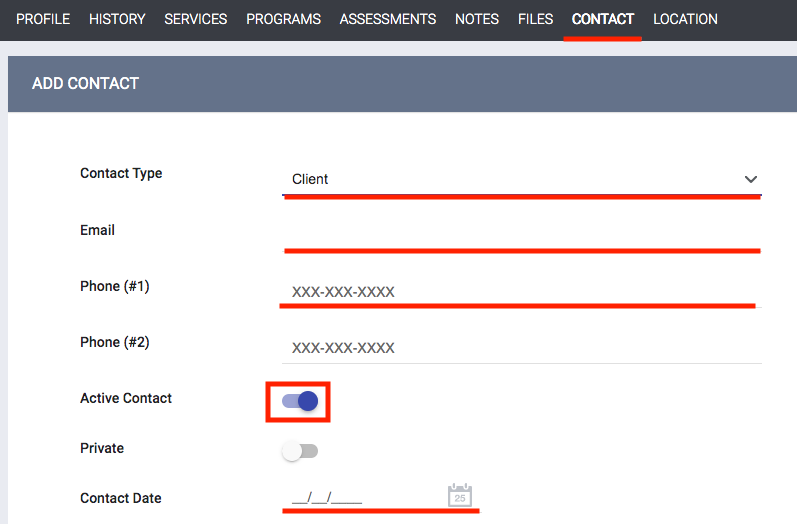 PROFILE HISTORY SERVICES PROGRAMS ASSESSMENTS NOTES FILES CONTACT LOCATION
ADD CONTACT
Contact Type Client
Email
Phone (#1) XXX-XXX-XXXX
Phone (#2) XXX-XXX-XXXX
Active Contact
Private
Contact Date __/__/____ 25